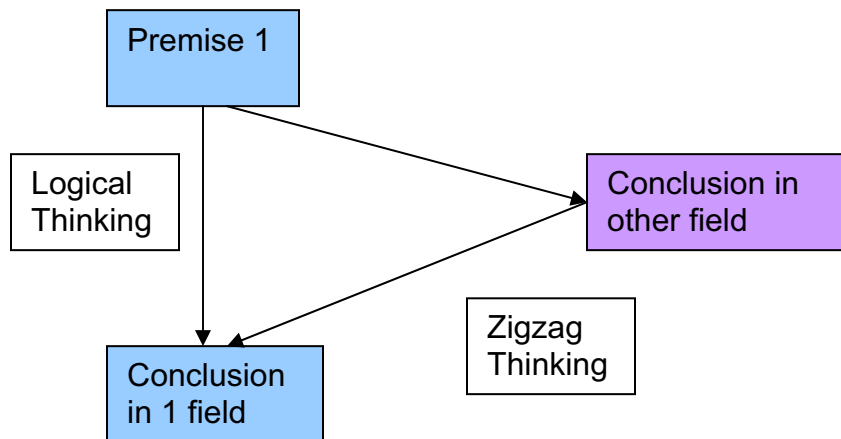 Premise 1
Logical
Thinking
Conclusion in
other field
Zigzag
Thinking
Conclusion
in 1 field